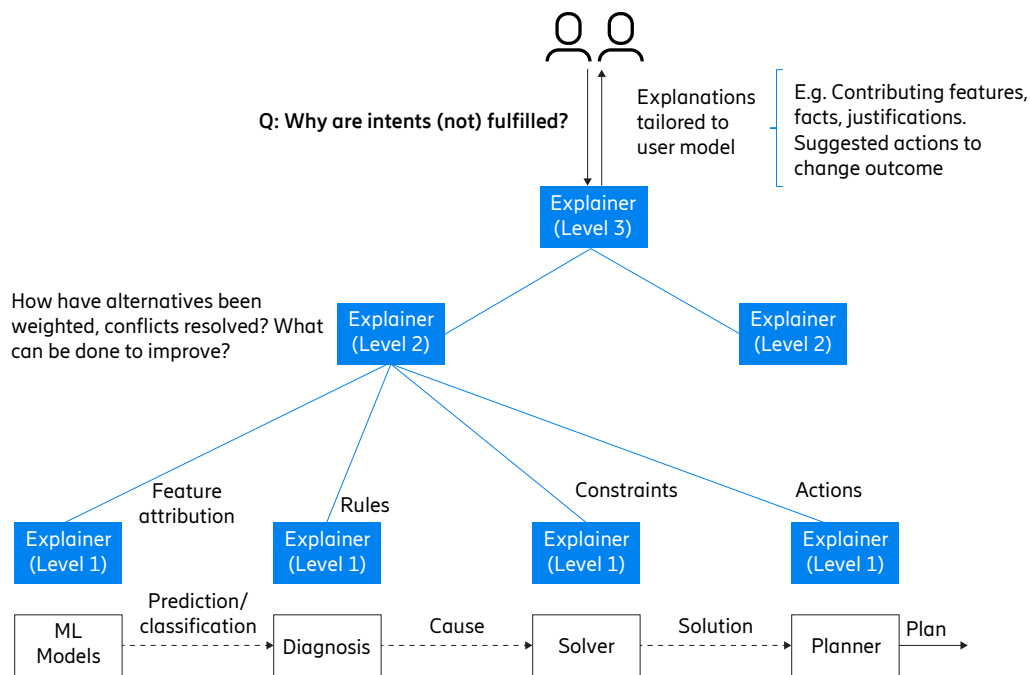 Q: Why are intents (not) fulfilled?
Explanations
tailored to
user model
E.g. Contributing features,
facts, justifications.
Suggested actions to
change outcome
Explainer
(Level 3)
How have alternatives been
weighted, conflicts resolved? What
can be done to improve?
Explainer
(Level 2)
Explainer
(Level 2)
Feature
attribution
Rules
Constraints
Actions
Explainer
(Level 1)
Explainer
(Level 1)
Explainer
(Level 1)
Explainer
(Level 1)
ML
Models
Prediction/
classification
Diagnosis
Cause
Solver
Solution
Planner
Plan